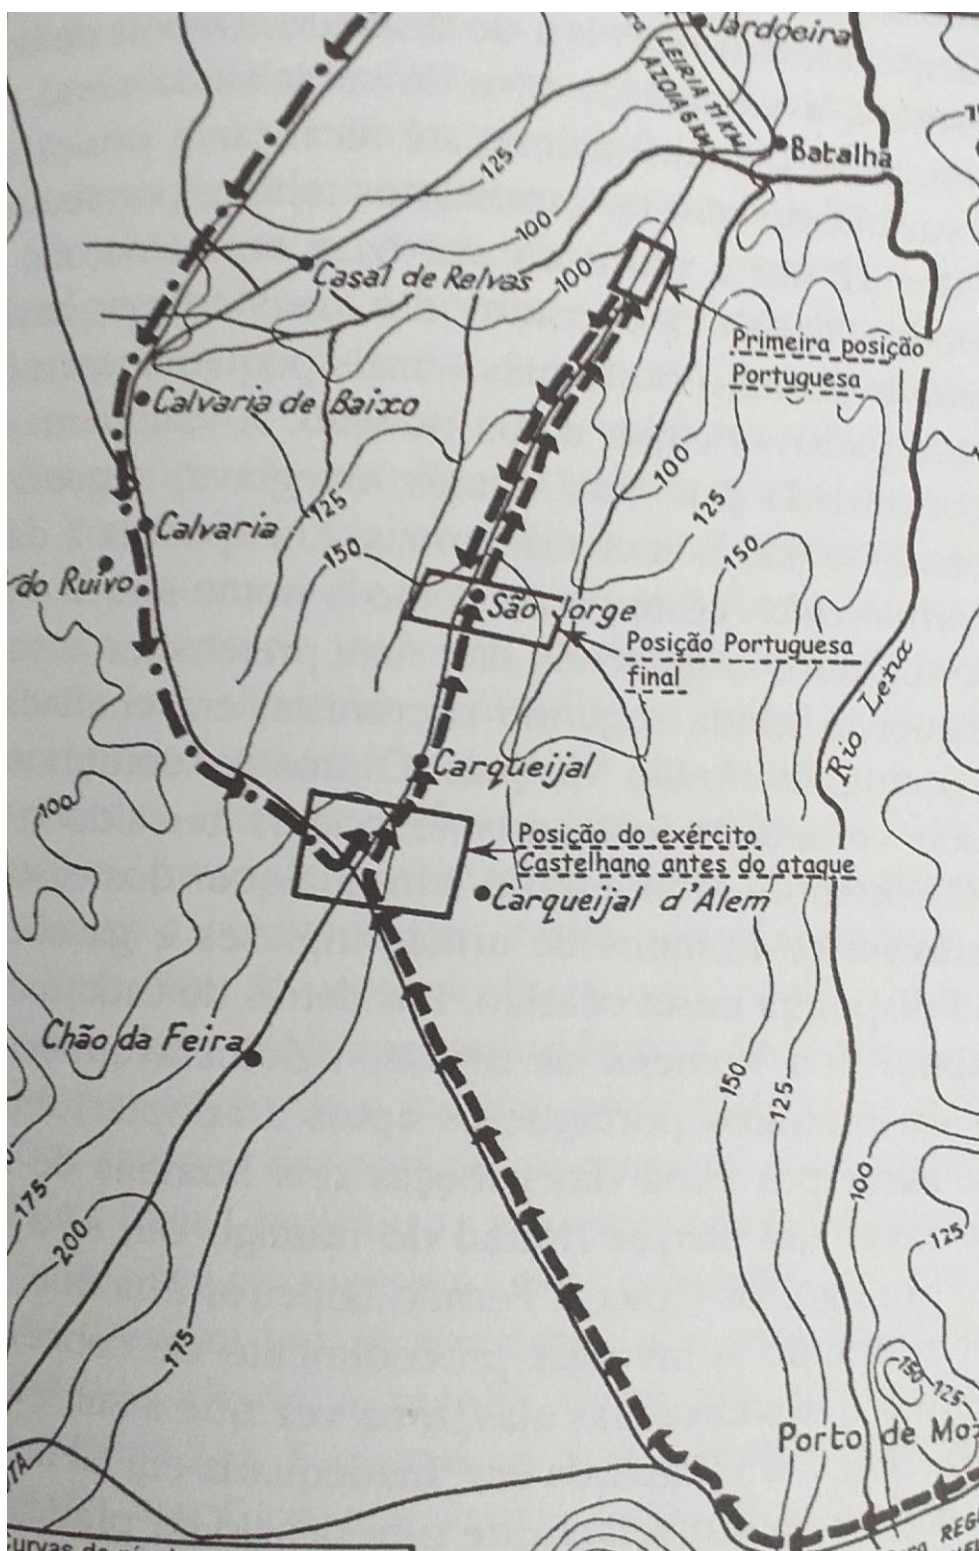 Jardoeira
LEIRIA 11 KM
AZOIA 6 KM
Batalha
125
100
Casal de Relvas
100
Primeira posição
Portuguesa
Calvaria de Baixo
100
125
125
Calvaria
150
150
do Ruivo
São Jorge
Posição Portuguesa
final
Rio Lena
Carqueijal
100
Posição do exército
Castelhano antes do ataque
Carqueijal d'Alem
Chão da Feira
150
125
100
175
200
125
175
150
125
Porto de Moz